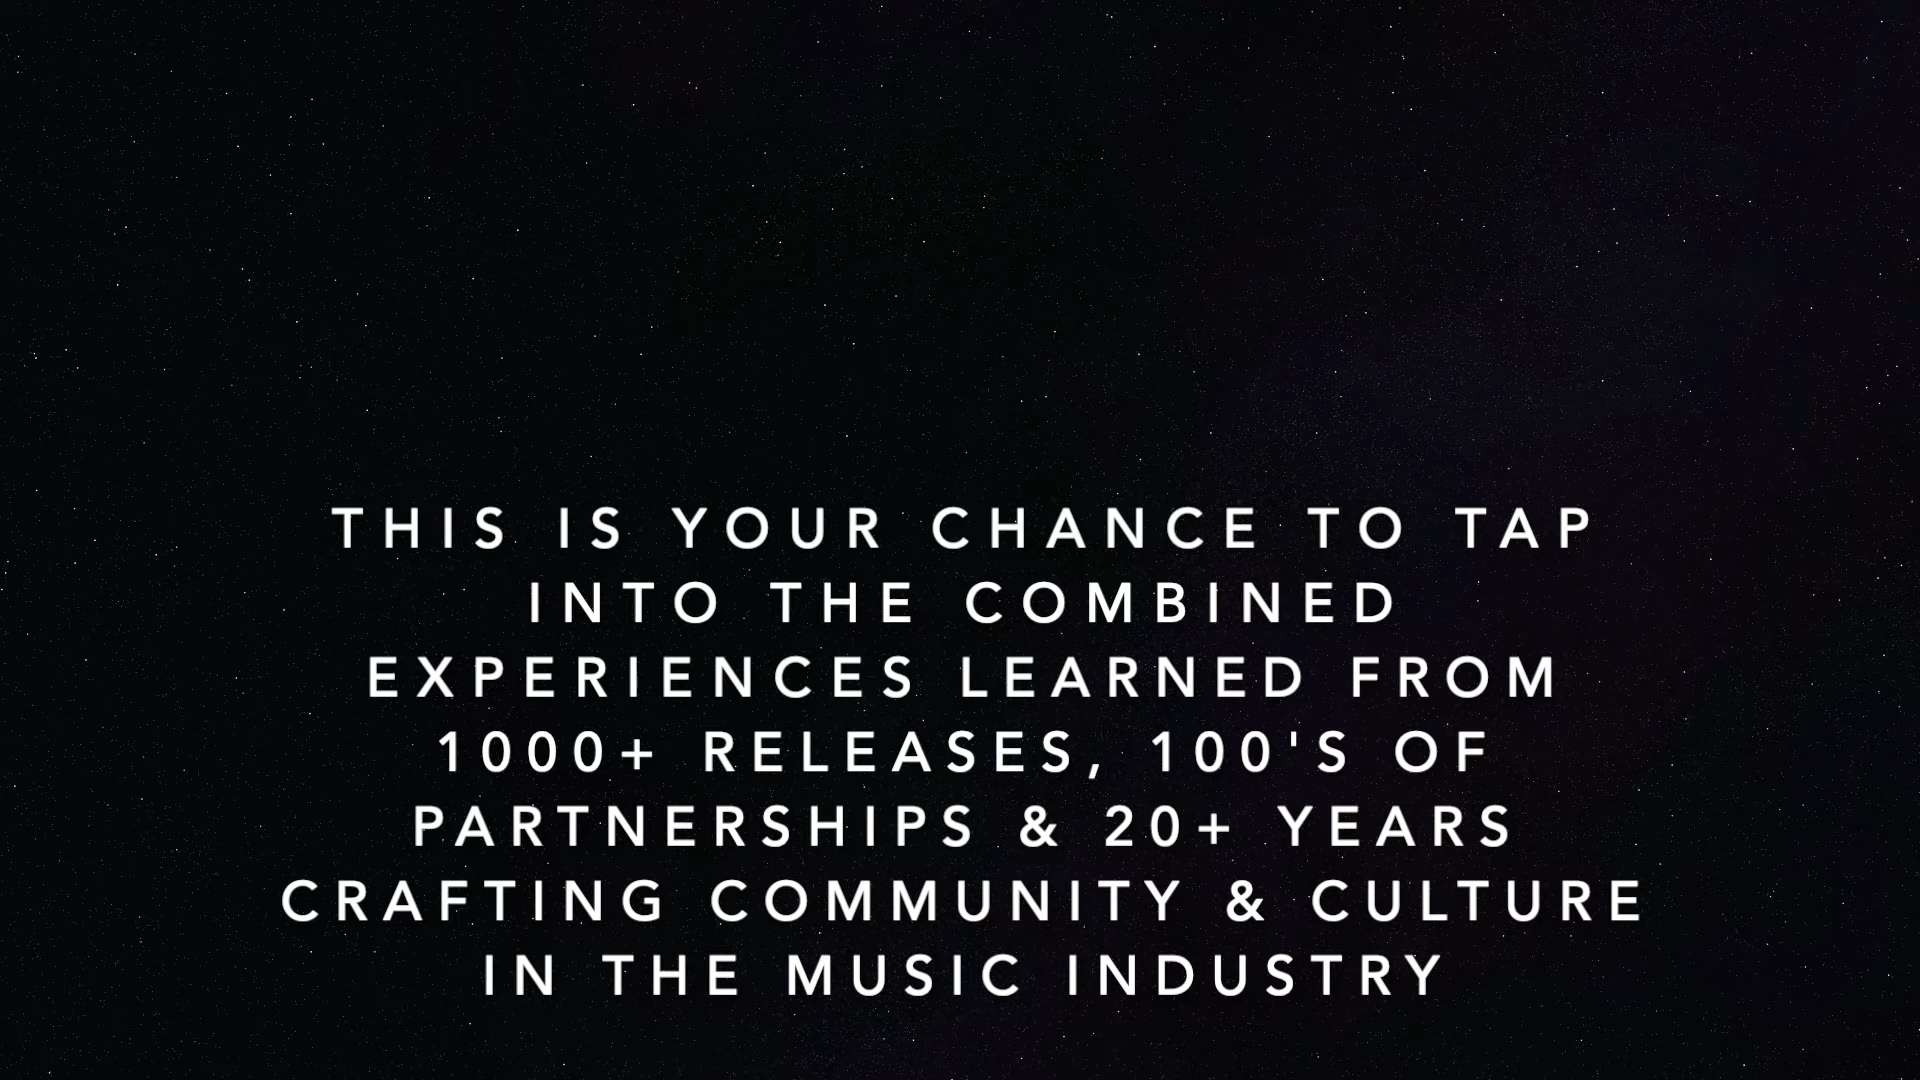 THIS IS YOUR CHANCE TO TAP
INTO THE COMBINED
EXPERIENCES LEARNED FROM
1000+ RELEASES, 100'S OF
PARTNERSHIPS & 20+ YEARS
CRAFTING COMMUNITY & CULTURE
IN THE MUSIC INDUSTRY